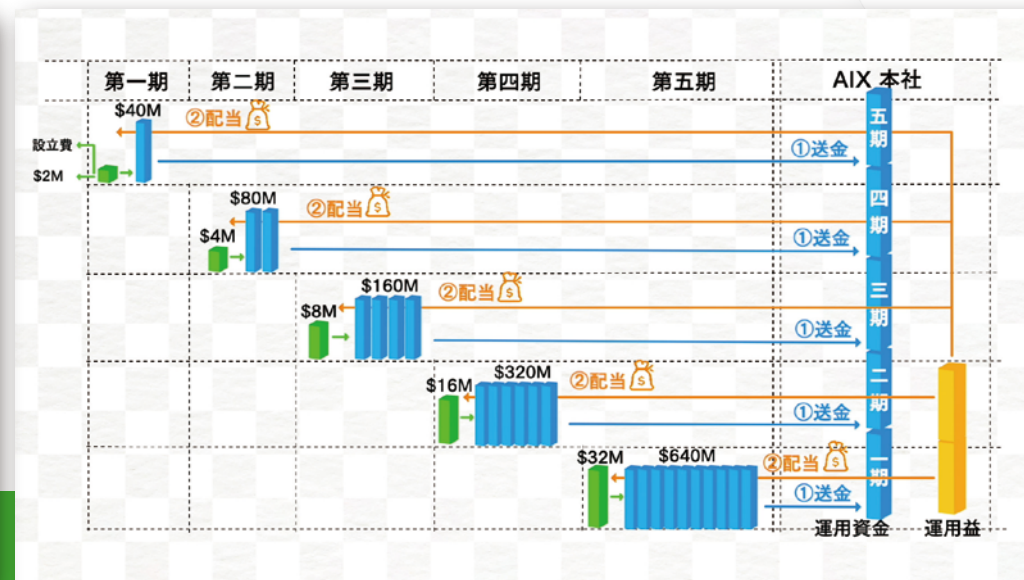 第一期
第二期
第三期
第四期
第五期
AIX 本社
$40M
②配当
$
設立費
$2M
①送金
五期
$80M
②配当
$
$4M
①送金
四期
$160M
②配当
$
$8M
①送金
三期
$320M
②配当
$
$16M
①送金
二期
$32M
$640M
②配当
$
①送金
一期
運用資金
運用益